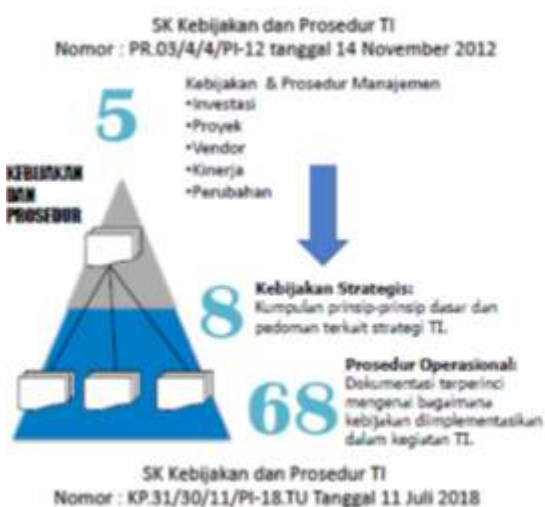 SK Kebijakan dan Prosedur TI
Nomor : PR.03/4/4/PI-12 tanggal 14 November 2012
5
Kebijakan & Prosedur Manajemen
•Investasi
•Proyek
•Vendor
•Kinerja
•Perubahan
KEBIJAKAN
DAN
PROSEDUR
8
Kebijakan Strategis:
Kumpulan prinsip-prinsip dasar dan
pedoman terkait strategi TI.
68
Prosedur Operasional:
Dokumentasi terperinci
mengenai bagaimana
kebijakan diimplementasikan
dalam kegiatan TI.
SK Kebijakan dan Prosedur TI
Nomor : KP.31/30/11/PI-18.TU Tanggal 11 Juli 2018